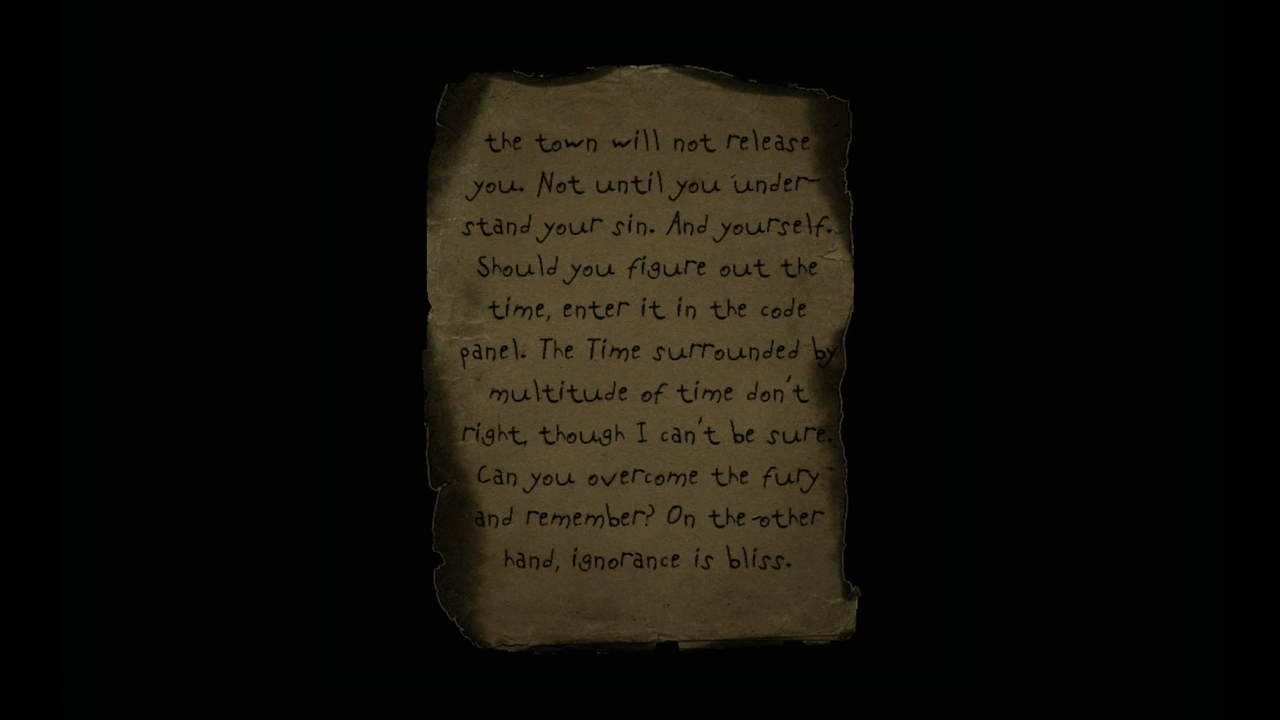 the town will not release
you. Not until you under-
stand your sin. And yourself.
Should you figure out the
time, enter it in the code
panel. The Time surrounded by
multitude of time don't
right, though I can't be sure.
Can you overcome the fury
and remember? On the other
hand, ignorance is bliss.